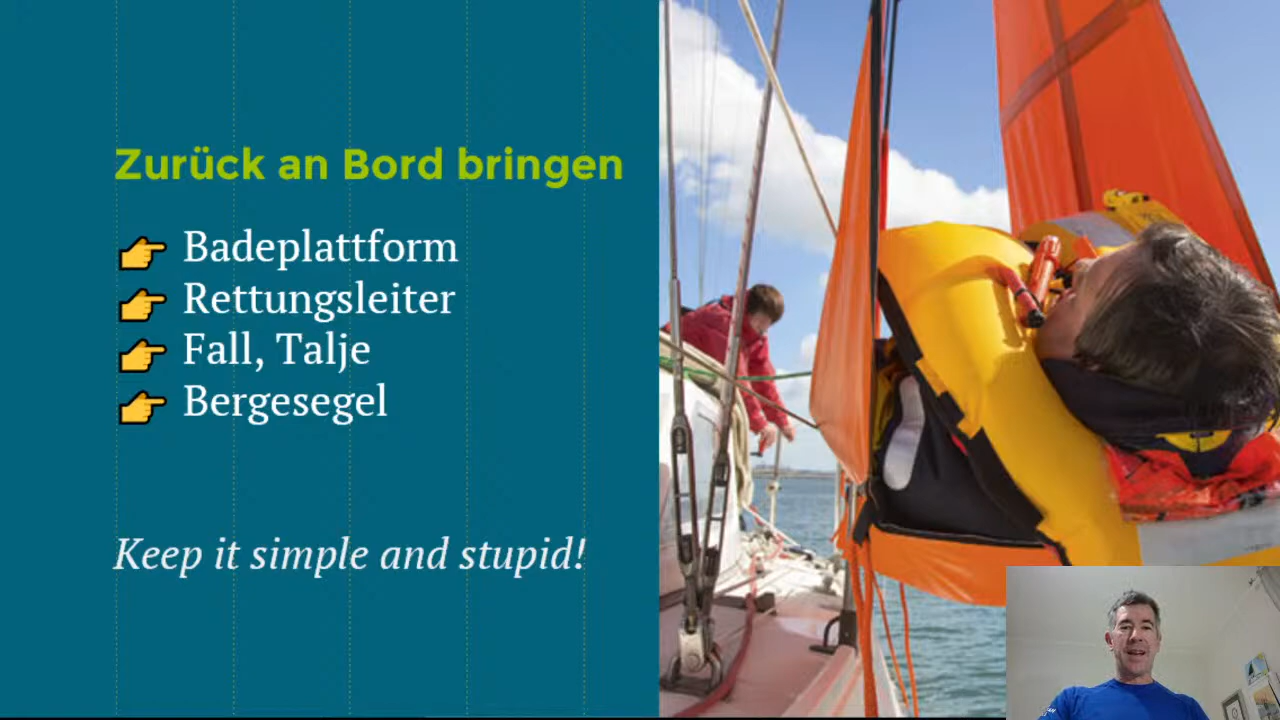 Zurück an Bord bringen
👉 Badeplattform
👉 Rettungsleiter
👉 Fall, Talje
👉 Bergesegel
Keep it simple and stupid!